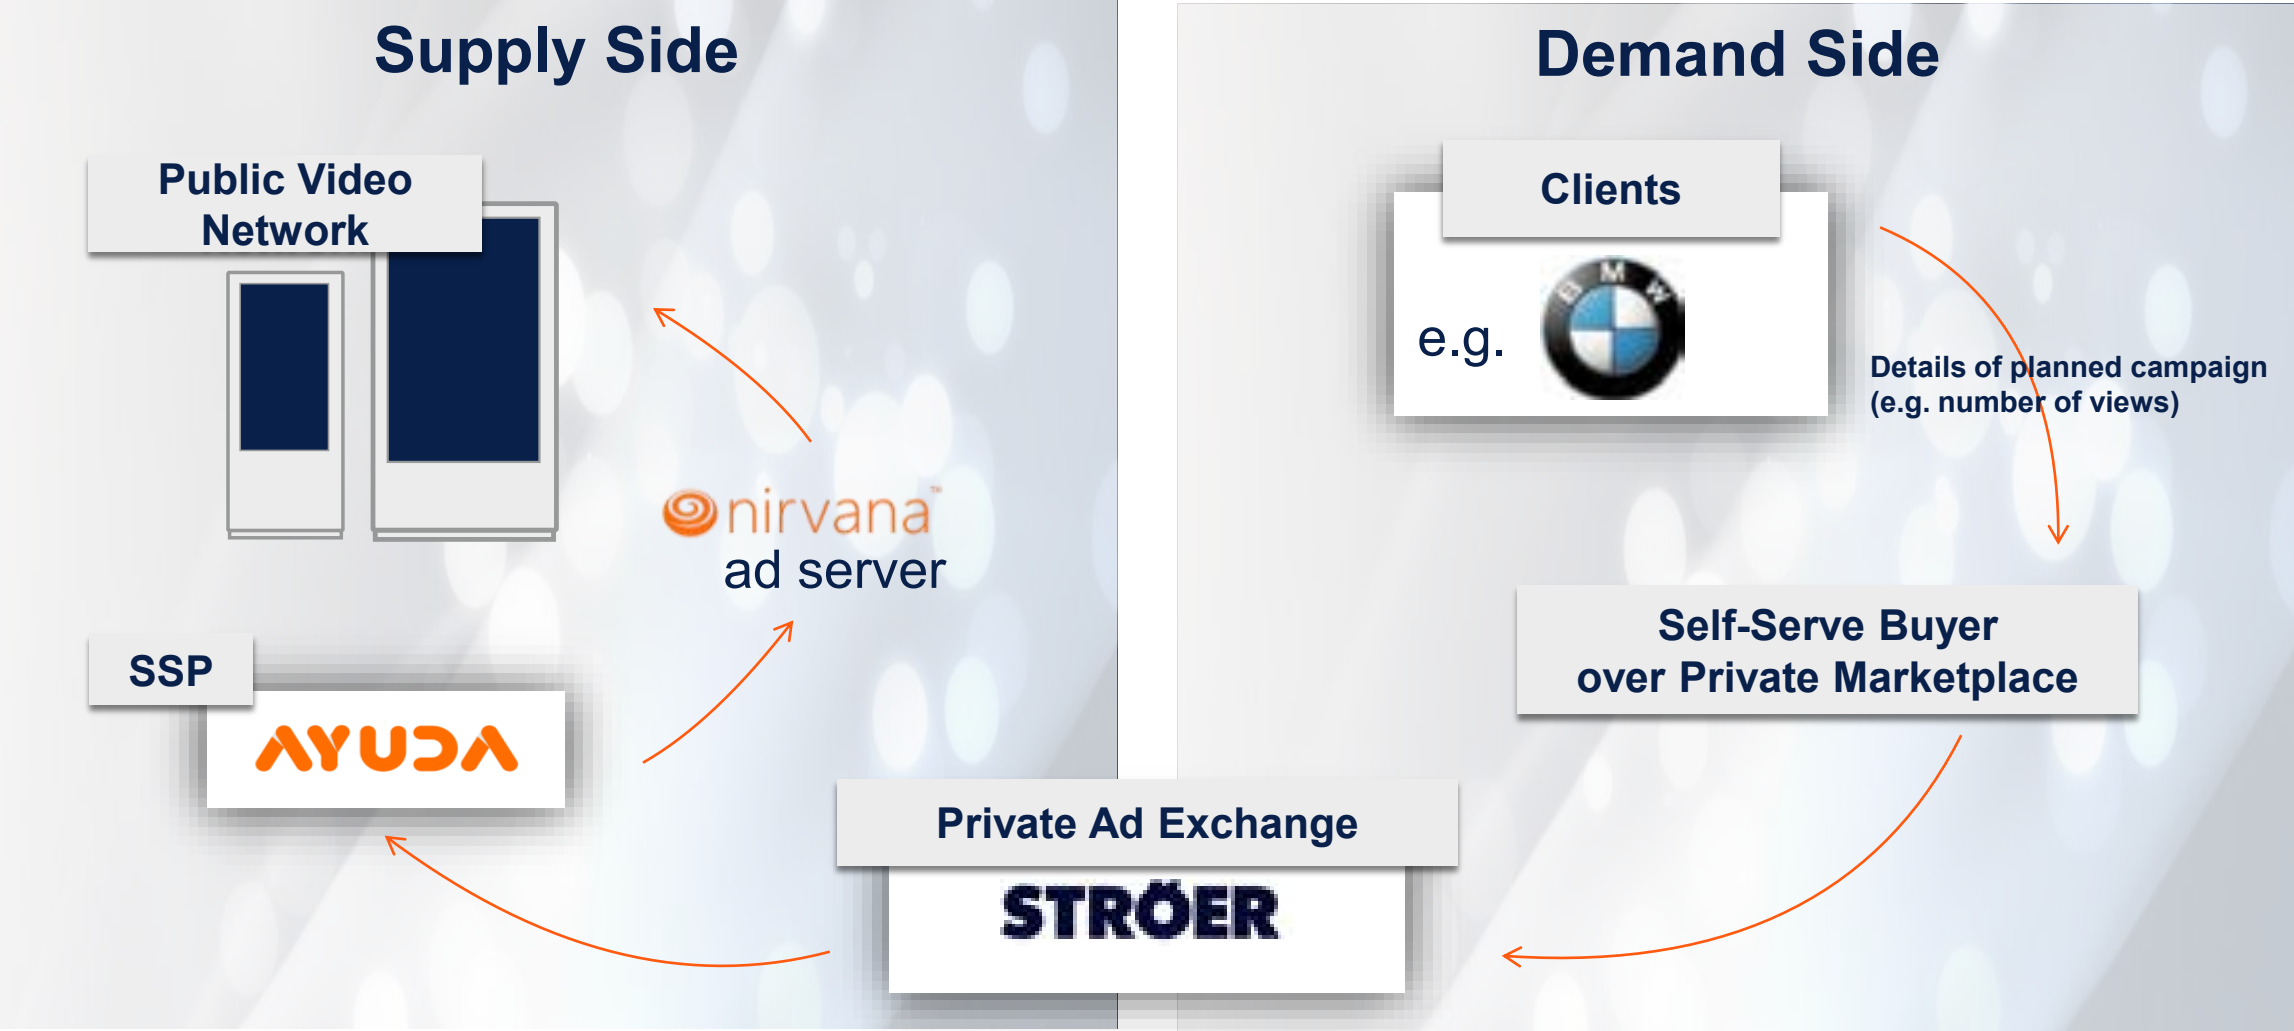 Supply Side
Public Video
Network
nirvana™
ad server
SSP
AYUDA
Demand Side
Clients
e.g.
BMW
Details of planned campaign
(e.g. number of views)
Self-Serve Buyer
over Private Marketplace
Private Ad Exchange
STRÖER